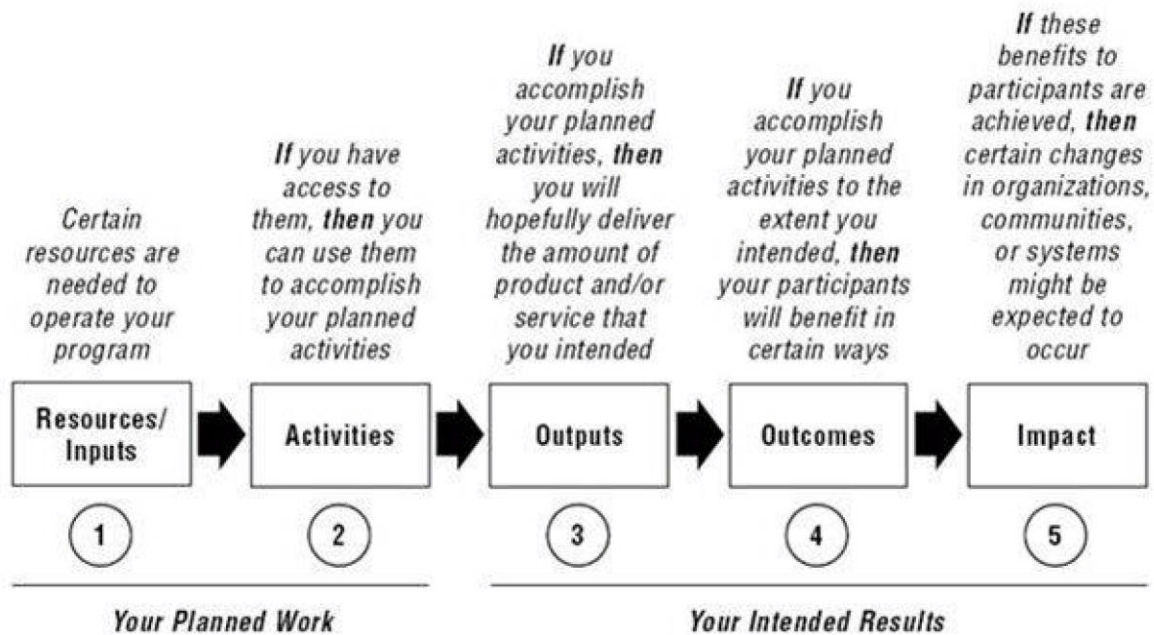 Certain
resources are
needed to
operate your
program
If you have
access to
them, then you
can use them
to accomplish
your planned
activities
If you
accomplish
your planned
activities, then
you will
hopefully deliver
the amount of
product and/or
service that
you intended
If you
accomplish
your planned
activities to the
extent you
intended, then
your participants
will benefit in
certain ways
If these
benefits to
participants are
achieved, then
certain changes
in organizations,
communities,
or systems
might be
expected to
occur
Resources/
Inputs
Activities
Outputs
Outcomes
Impact
1
2
3
4
5
Your Planned Work
Your Intended Results